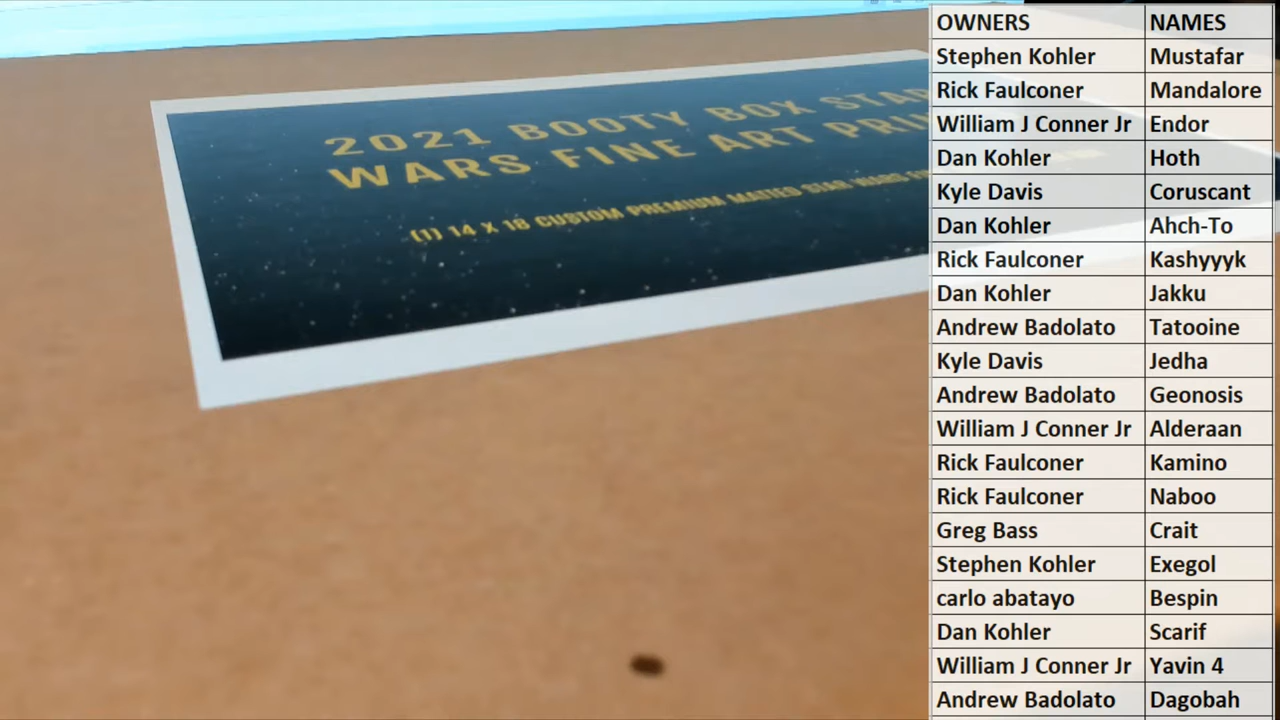 2021 BOOTY BOX STAR
WARS FINE ART PRIN
(1) 14 X 18 CUSTOM PREMIUM MATTED STAR WARS
OWNERS NAMES
Stephen Kohler Mustafar
Rick Faulconer Mandalore
William J Conner Jr Endor
Dan Kohler Hoth
Kyle Davis Coruscant
Dan Kohler Ahch-To
Rick Faulconer Kashyyyk
Dan Kohler Jakku
Andrew Badolato Tatooine
Kyle Davis Jedha
Andrew Badolato Geonosis
William J Conner Jr Alderaan
Rick Faulconer Kamino
Rick Faulconer Naboo
Greg Bass Crait
Stephen Kohler Exegol
carlo abatayo Bespin
Dan Kohler Scarif
William J Conner Jr Yavin 4
Andrew Badolato Dagobah